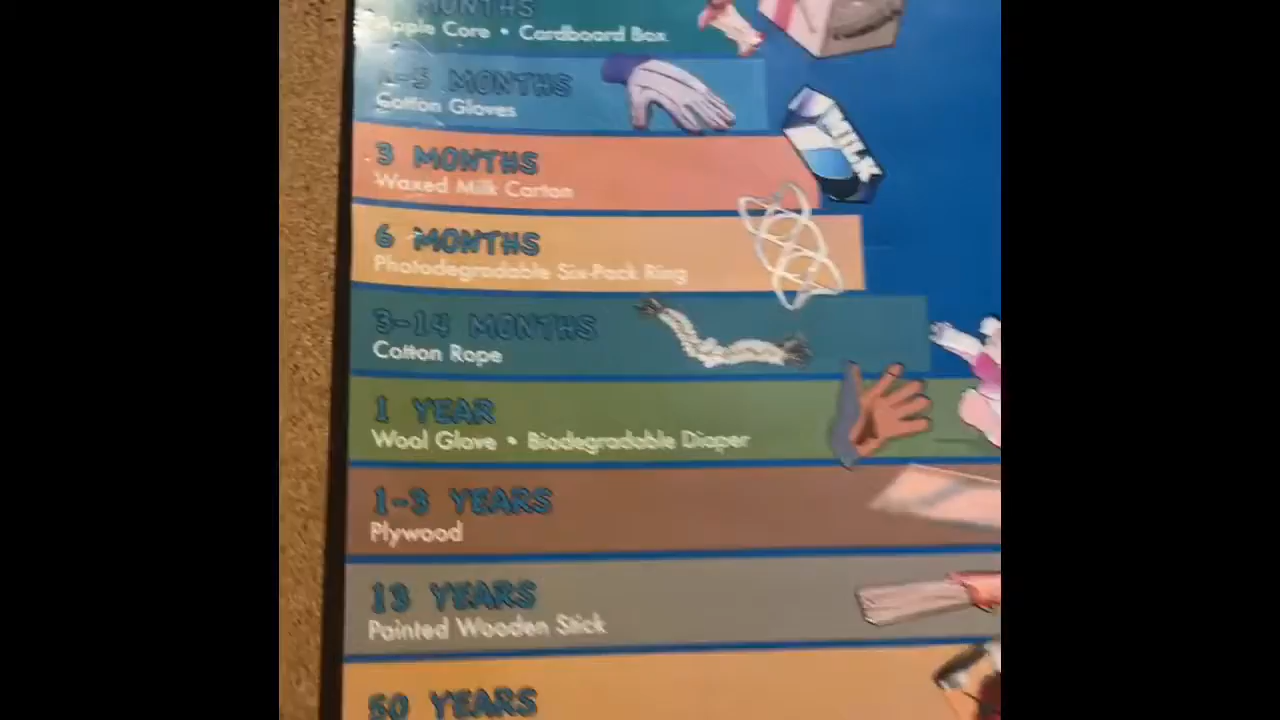 MONTHS
Apple Core • Cardboard Box
-5 MONTHS
Cotton Gloves
3 MONTHS
Waxed Milk Carton
MILK
6 MONTHS
Photodegradable Six-Pack Ring
3-14 MONTHS
Cotton Rope
1 YEAR
Wool Glove • Biodegradable Diaper
1-3 YEARS
Plywood
13 YEARS
Painted Wooden Stick
50 YEARS